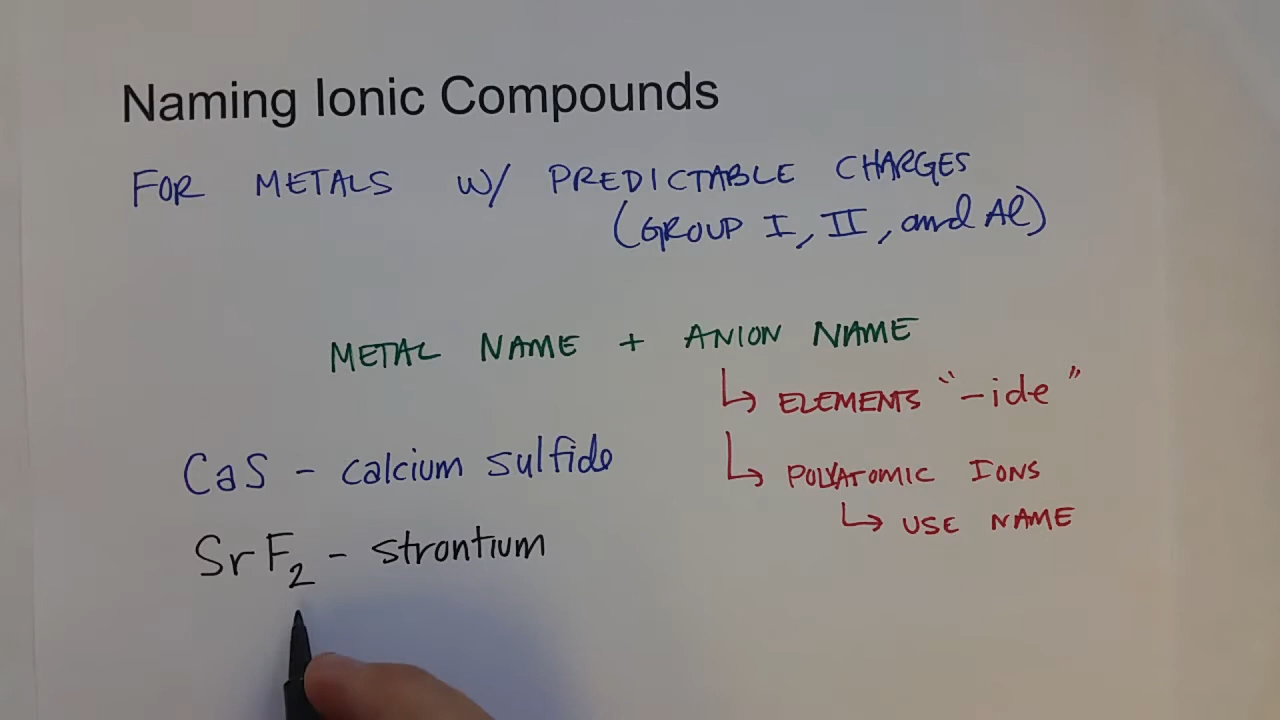 Naming Ionic Compounds
FOR METALS W/ PREDICTABLE CHARGES
(GROUP I, II, and Al)
METAL NAME + ANION NAME
↳ ELEMENTS "-ide"
↳ POLYATOMIC IONS
↳ USE NAME
CaS - calcium sulfide
SrF₂ - strontium